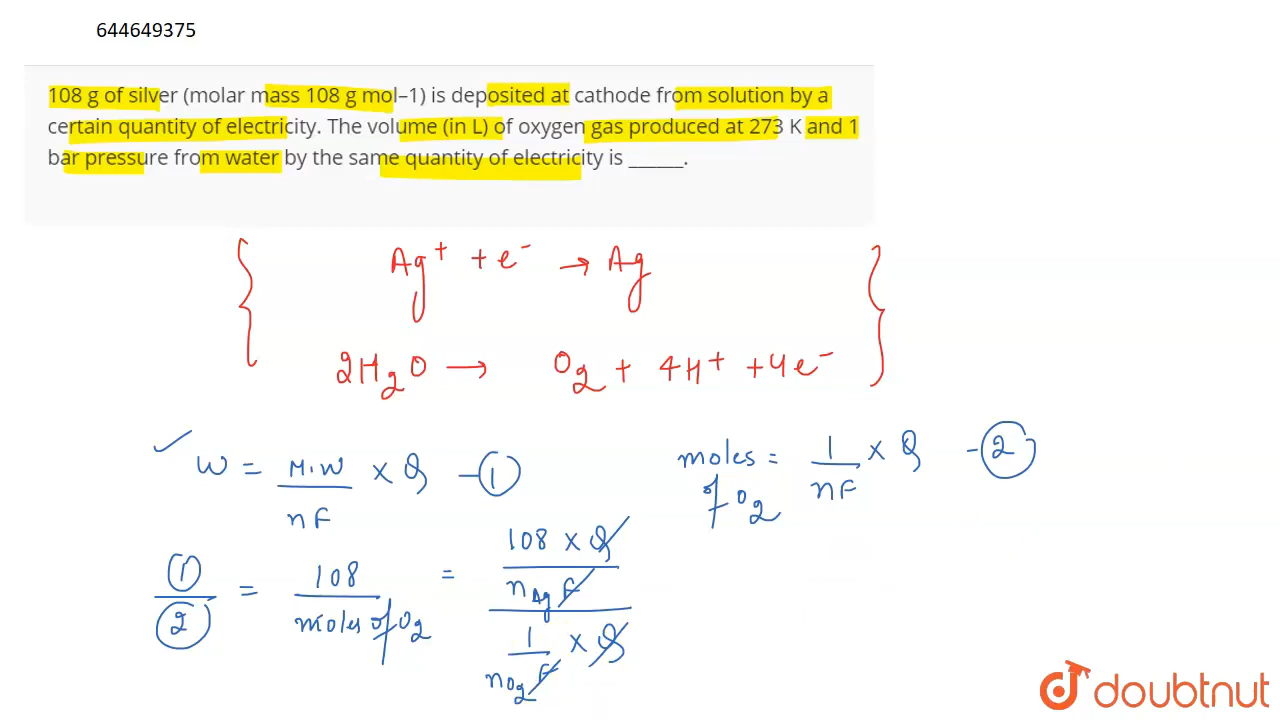 644649375
108 g of silver (molar mass 108 g mol–1) is deposited at cathode from solution by a
certain quantity of electricity. The volume (in L) of oxygen gas produced at 273 K and 1
bar pressure from water by the same quantity of electricity is ______.
Ag⁺ + e⁻ → Ag
2H₂O → O₂ + 4H⁺ + 4e⁻
✓ W = M.W / nF × Q –①
moles of O₂ = 1 / nF × Q –②
① / ② = 108 / moles of O₂ = (108 × Q / n_Ag F) / (1 / n_O₂ F × Q)
doubtnut